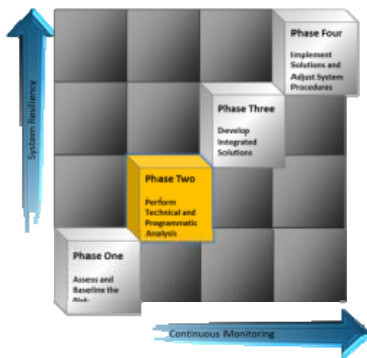 Phase Four
Implement
Solutions and
Adjust System
Procedures
Phase Three
Develop
Integrated
Solutions
Phase Two
Perform
Technical and
Programmatic
Analysis
Phase One
Assess and
Baseline the
System Resiliency
Continuous Monitoring